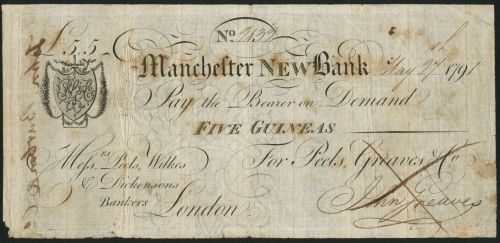 No. 2133
£5.5
Manchester New Bank May 27 1791
Pay the Bearer on Demand
FIVE GUINEAS
Messrs. Peels, Wilkes
& Dickensons
Bankers
London.
For Peels, Greaves & Co
John Greaves